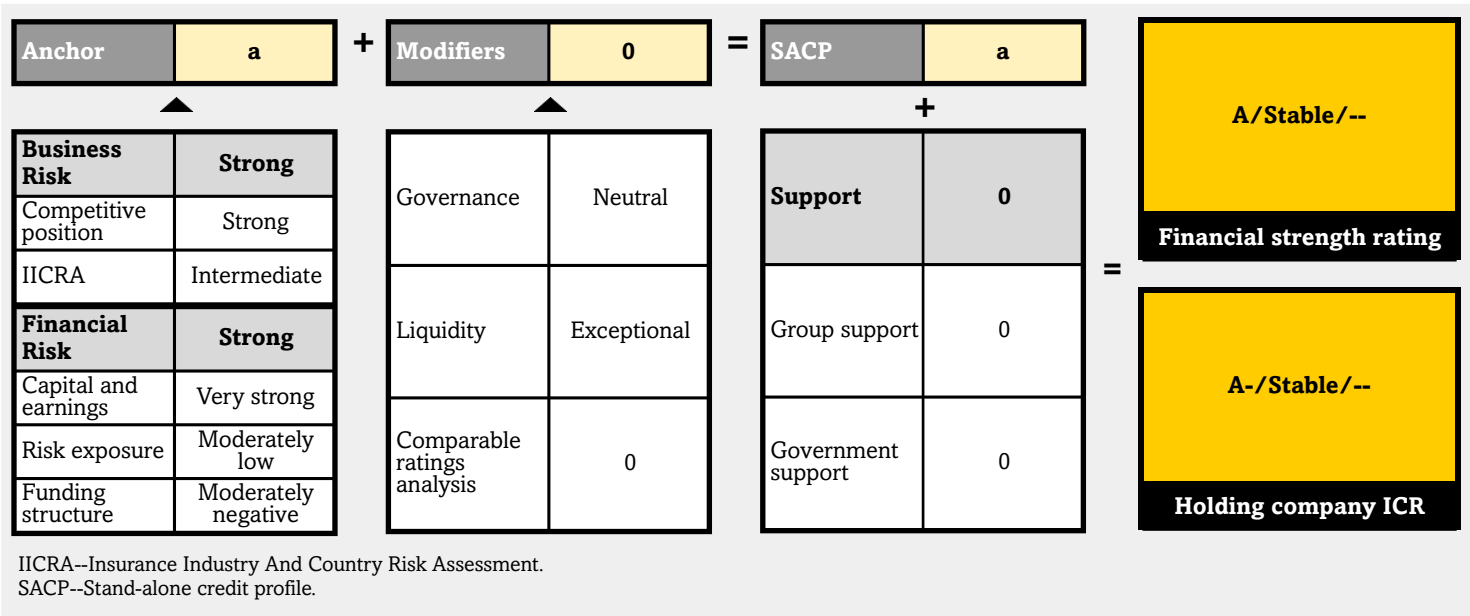 Anchor
a
+
Modifiers
0
=
SACP
a
Business
Risk
Strong
Competitive
position
Strong
IICRA
Intermediate
Financial
Risk
Strong
Capital and
earnings
Very strong
Risk exposure
Moderately
low
Funding
structure
Moderately
negative
Governance
Neutral
Liquidity
Exceptional
Comparable
ratings
analysis
0
+
Support
0
Group support
0
Government
support
0
=
A/Stable/--
Financial strength rating
A-/Stable/--
Holding company ICR
IICRA--Insurance Industry And Country Risk Assessment.
SACP--Stand-alone credit profile.